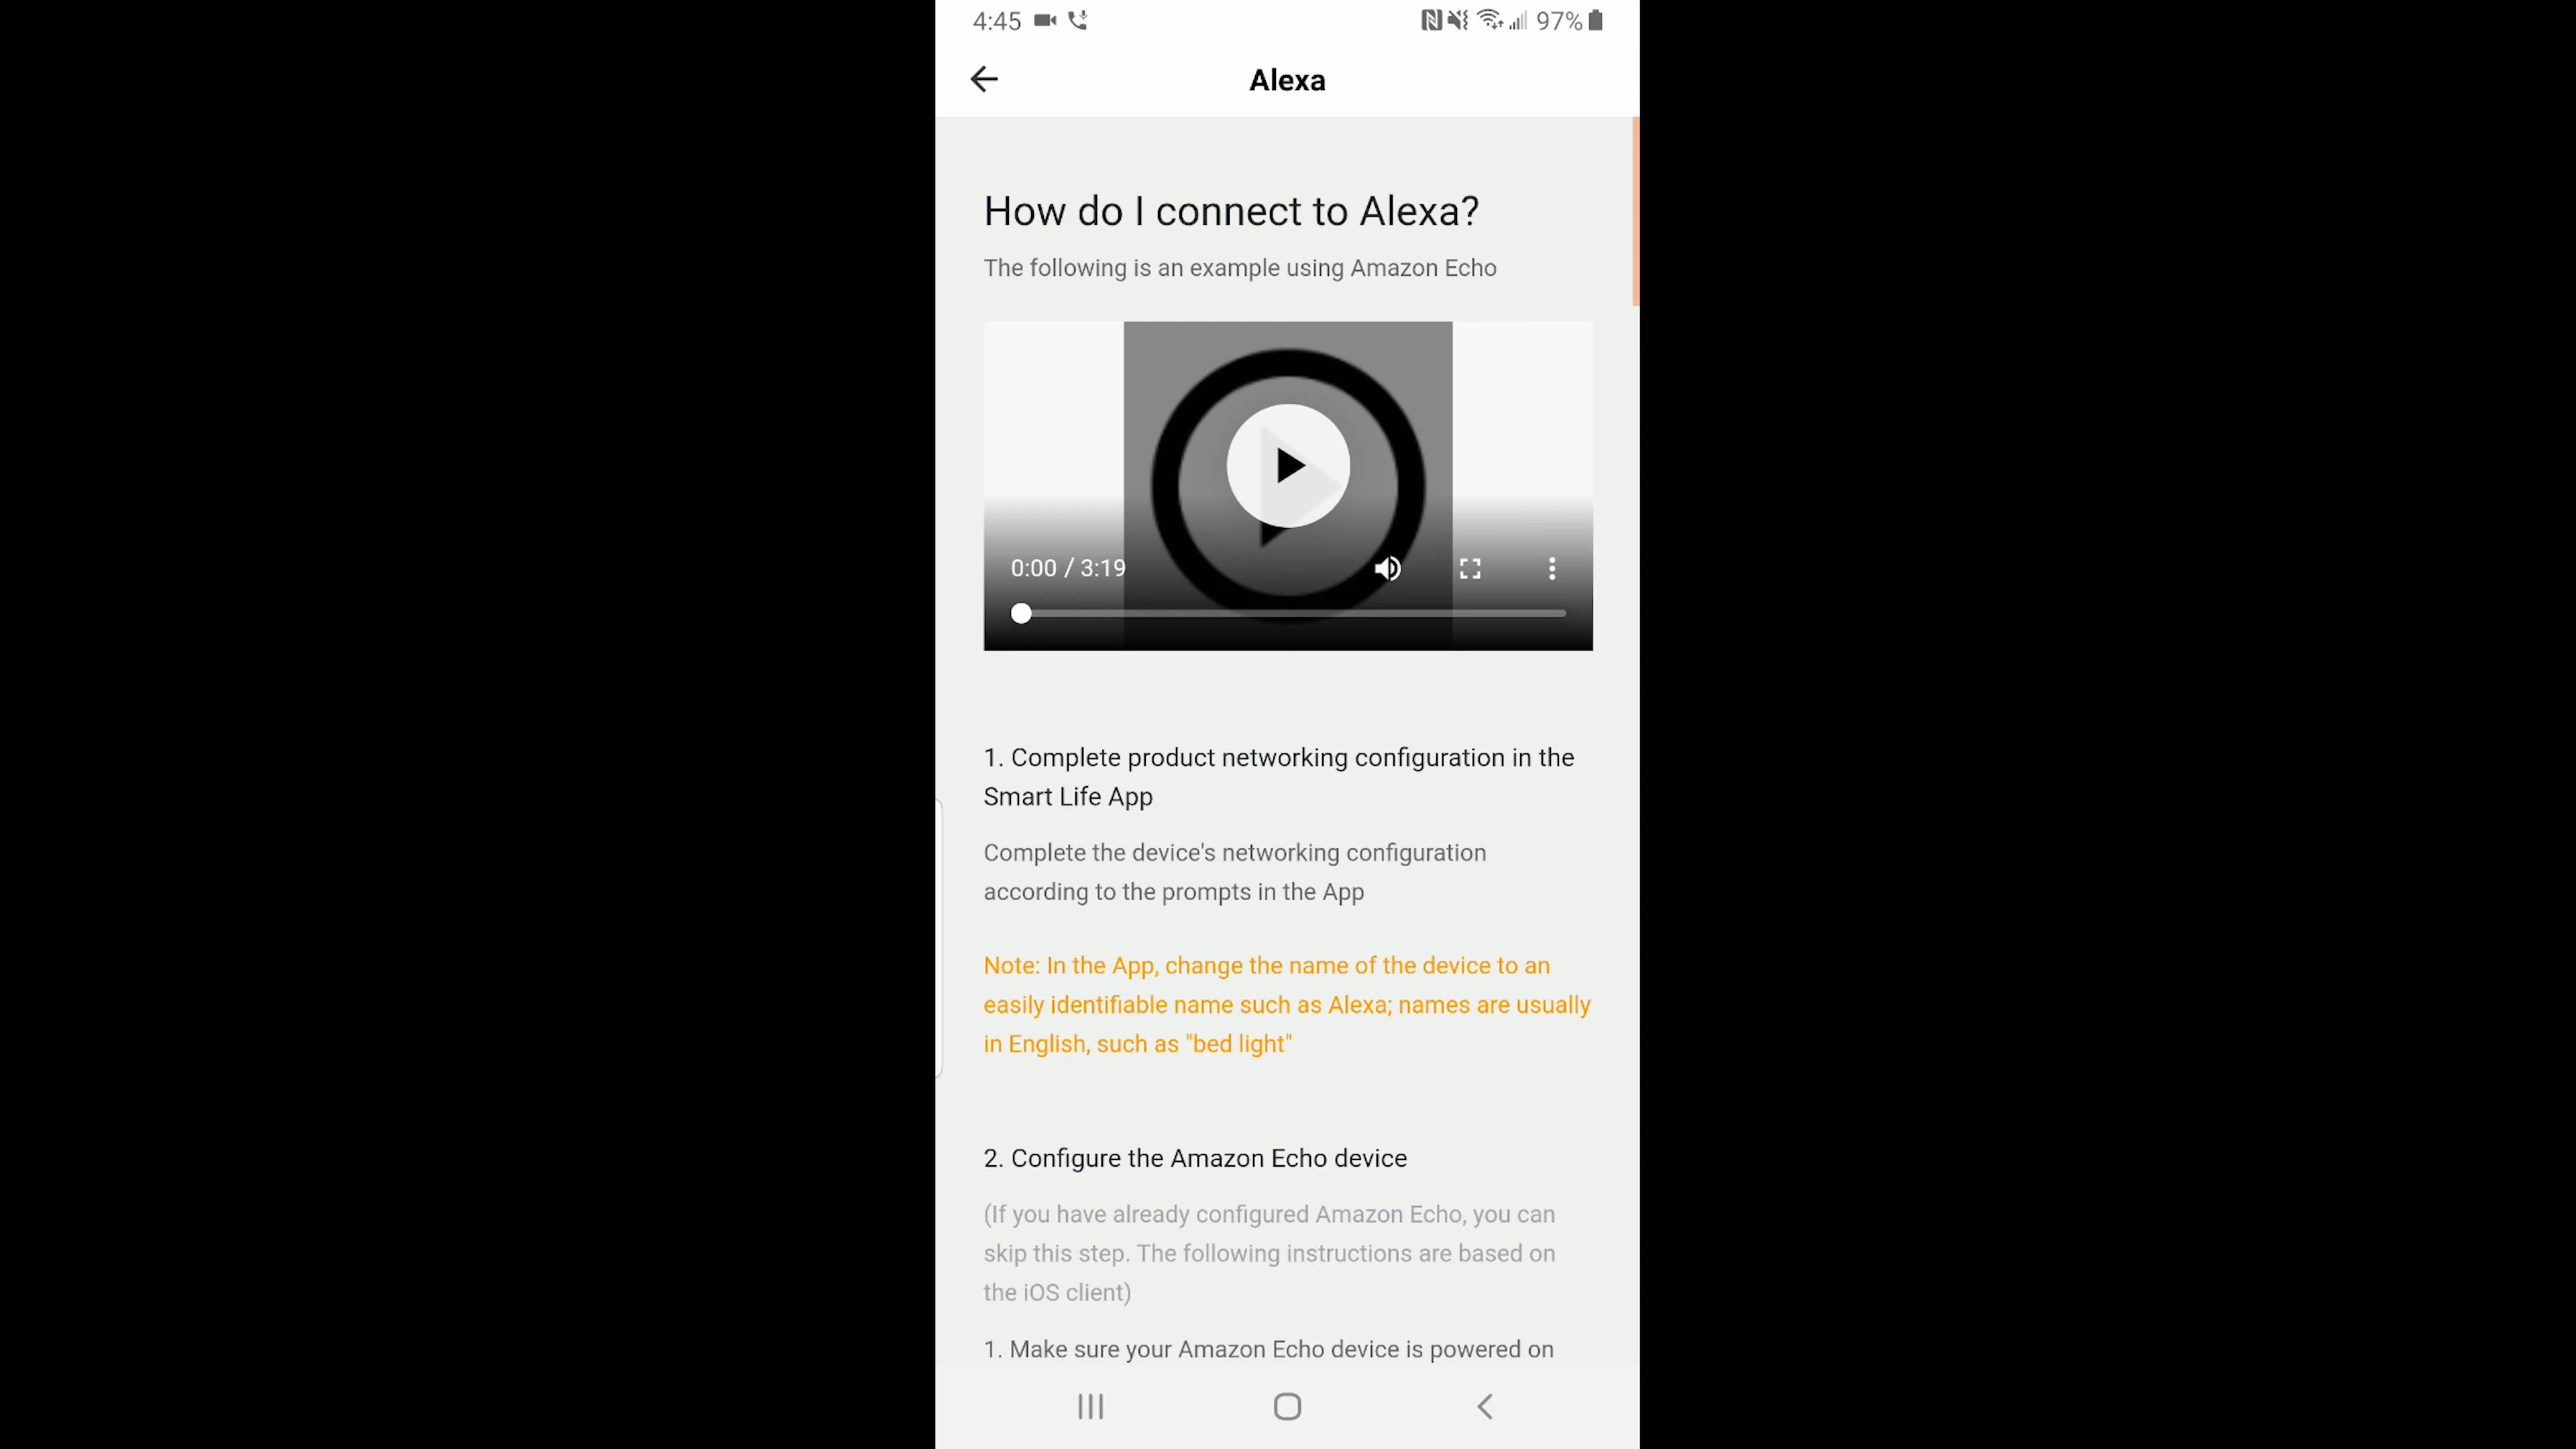 4:45
97%
Alexa
How do I connect to Alexa?
The following is an example using Amazon Echo
0:00 / 3:19
1. Complete product networking configuration in the
Smart Life App
Complete the device's networking configuration
according to the prompts in the App
Note: In the App, change the name of the device to an
easily identifiable name such as Alexa; names are usually
in English, such as "bed light"
2. Configure the Amazon Echo device
(If you have already configured Amazon Echo, you can
skip this step. The following instructions are based on
the iOS client)
1. Make sure your Amazon Echo device is powered on